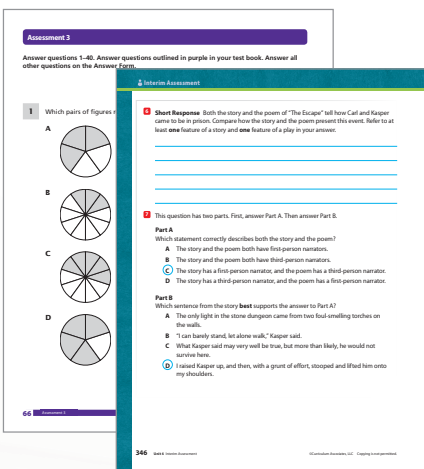 Assessment 3
Answer questions 1–40. Answer questions outlined in purple in your test book. Answer all
other questions on the Answer Form.
1 Which pairs of figures
A
B
C
D
66 Assessment 3
Interim Assessment
6 Short Response Both the story and the poem of “The Escape” tell how Carl and Kasper
came to be in prison. Compare how the story and the poem present this event. Refer to at
least one feature of a story and one feature of a play in your answer.
7 This question has two parts. First, answer Part A. Then answer Part B.
Part A
Which statement correctly describes both the story and the poem?
A The story and the poem both have first-person narrators.
B The story and the poem both have third-person narrators.
C The story has a first-person narrator, and the poem has a third-person narrator.
D The story has a third-person narrator, and the poem has a first-person narrator.
Part B
Which sentence from the story best supports the answer to Part A?
A The only light in the stone dungeon came from two foul-smelling torches on
the walls.
B “I can barely stand, let alone walk,” Kasper said.
C What Kasper said may very well be true, but more than likely, he would not
survive here.
D I raised Kasper up, and then, with a grunt of effort, stooped and lifted him onto
my shoulders.
346 Unit 6 Interim Assessment ©Curriculum Associates, LLC Copying is not permitted.